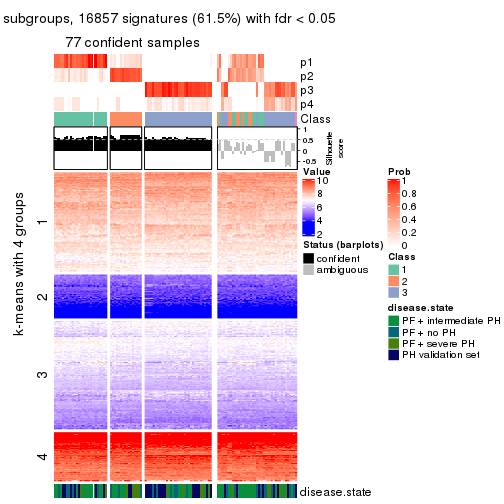 subgroups, 16857 signatures (61.5%) with fdr < 0.05
77 confident samples
p1
p2
p3
p4
Class
1
0.5
0
-0.5
Silhouette
score
k-means with 4 groups
1
2
3
4
disease.state
Value
10
8
6
4
2
Status (barplots)
confident
ambiguous
Prob
1
0.8
0.6
0.4
0.2
0
Class
1
2
3
disease.state
PF + intermediate PH
PF + no PH
PF + severe PH
PH validation set